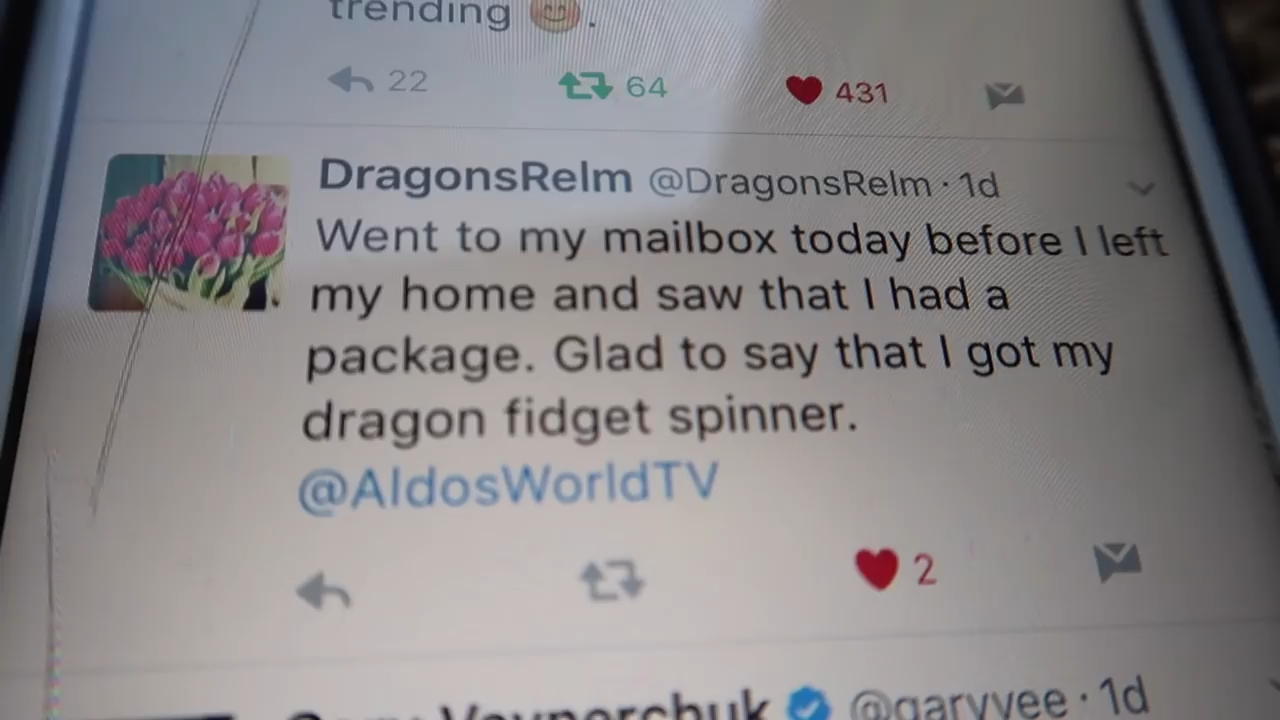 trending 😊.
22 64 431
DragonsRelm @DragonsRelm · 1d
Went to my mailbox today before I left
my home and saw that I had a
package. Glad to say that I got my
dragon fidget spinner.
@AldosWorldTV
2
Vaynerchuk @garyvee · 1d